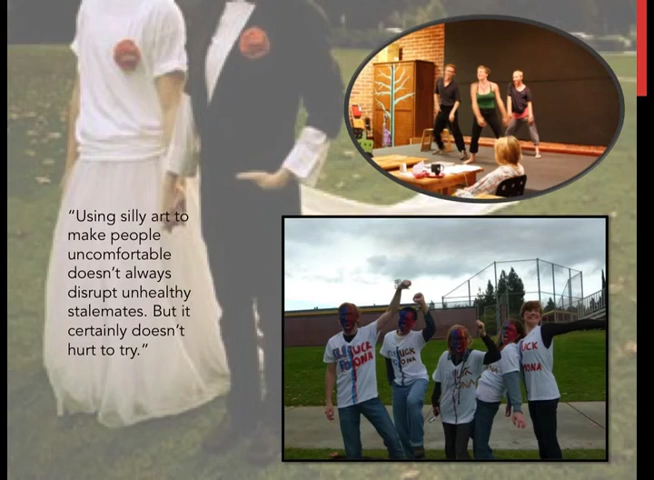 "Using silly art to
make people
uncomfortable
doesn't always
disrupt unhealthy
stalemates. But it
certainly doesn't
hurt to try."